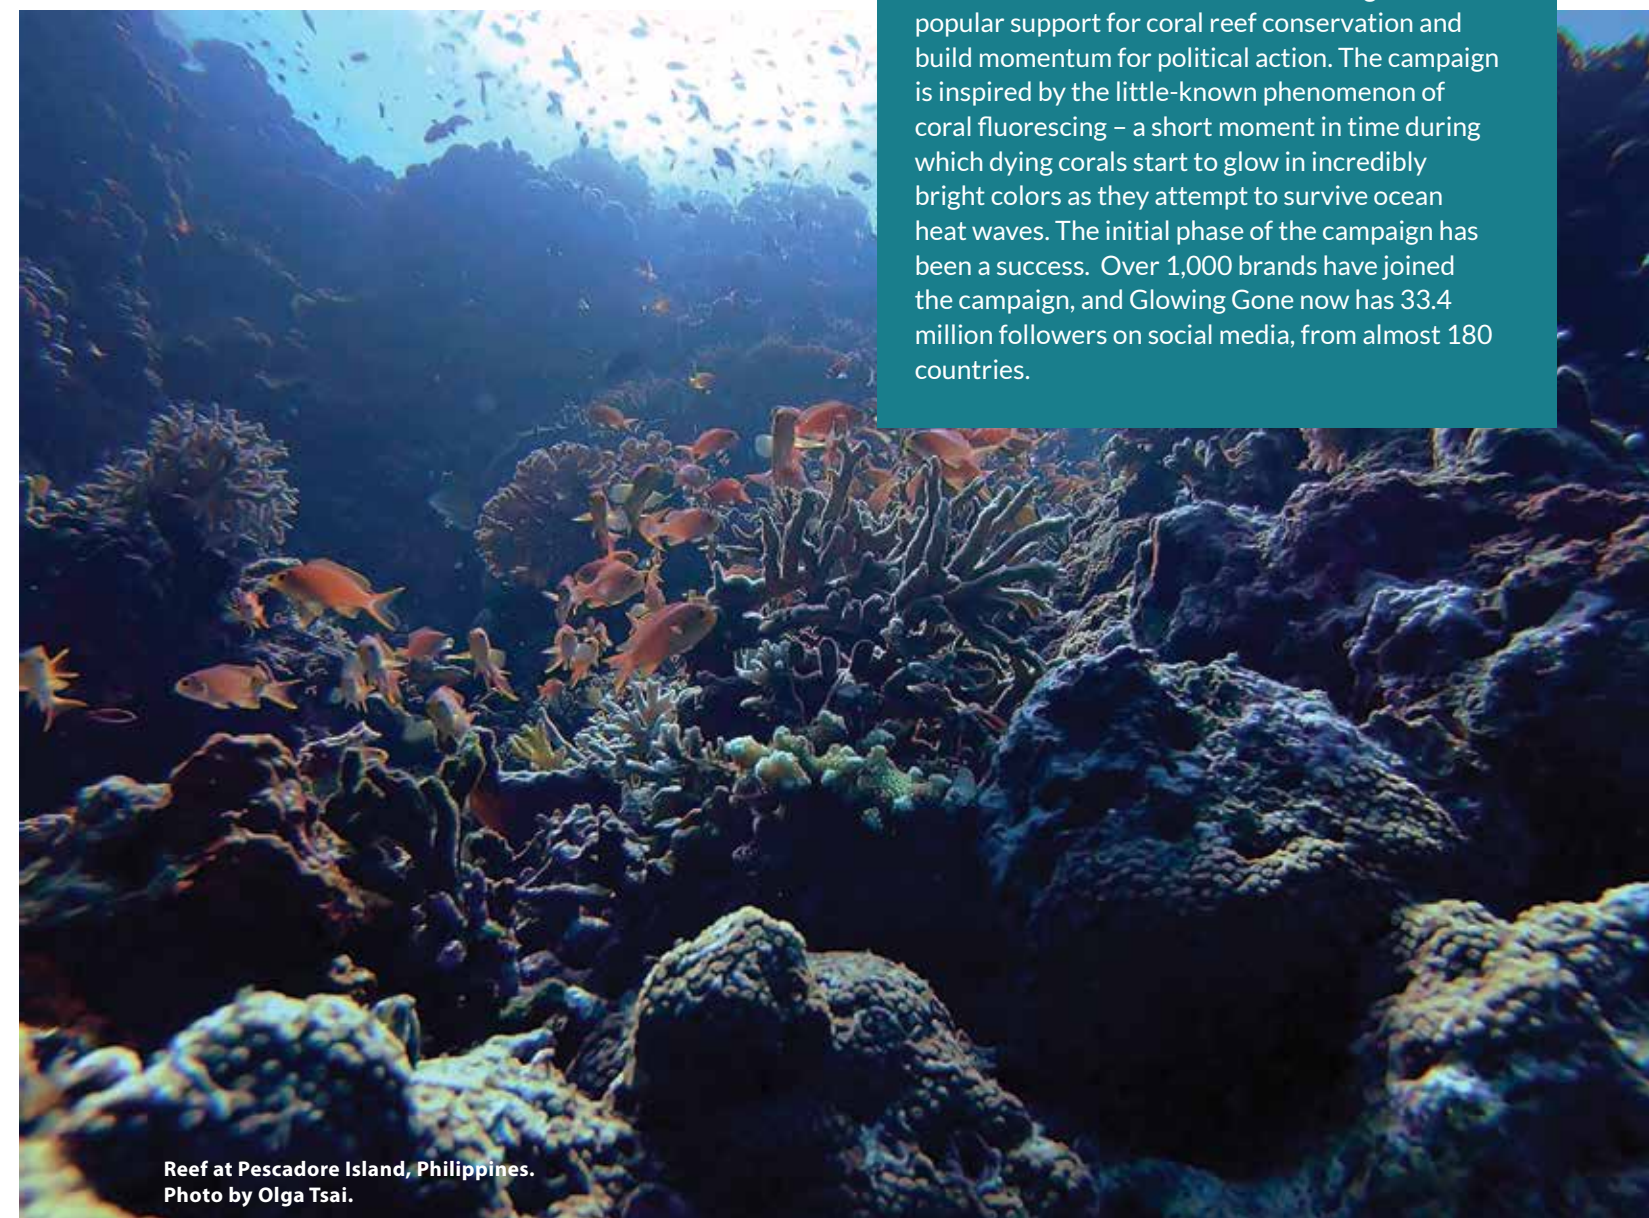 popular support for coral reef conservation and
build momentum for political action. The campaign
is inspired by the little-known phenomenon of
coral fluorescing – a short moment in time during
which dying corals start to glow in incredibly
bright colors as they attempt to survive ocean
heat waves. The initial phase of the campaign has
been a success.  Over 1,000 brands have joined
the campaign, and Glowing Gone now has 33.4
million followers on social media, from almost 180
countries.
Reef at Pescadore Island, Philippines.
Photo by Olga Tsai.